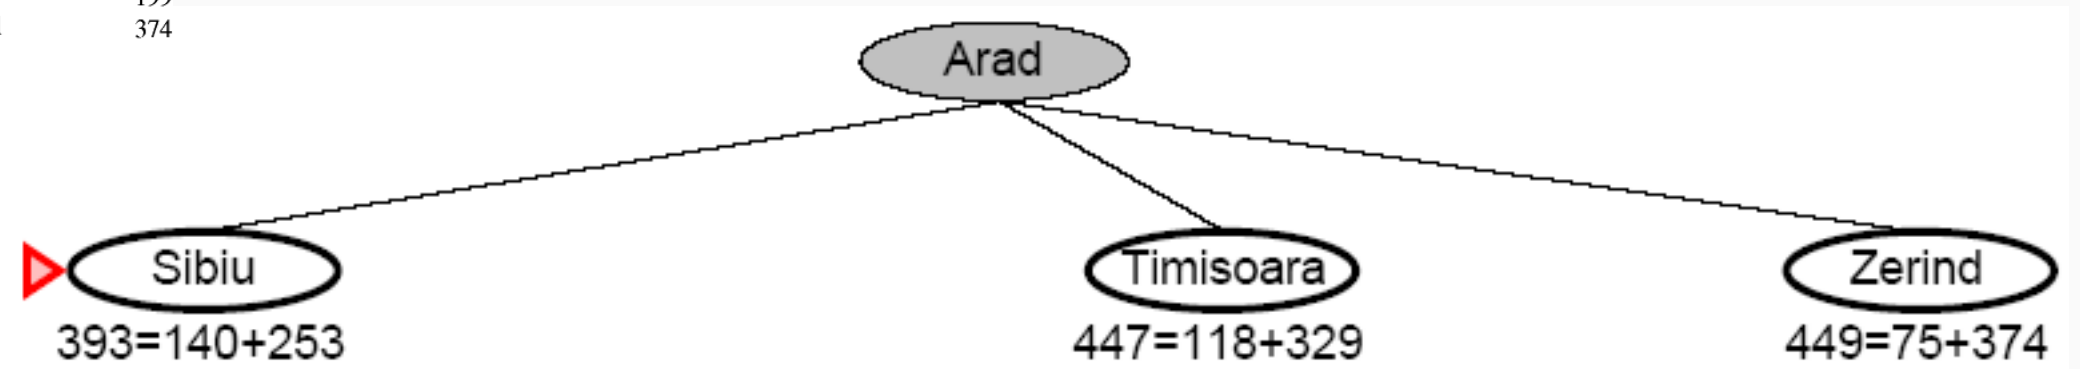 374
Arad
Sibiu Timisoara Zerind
393=140+253 447=118+329 449=75+374